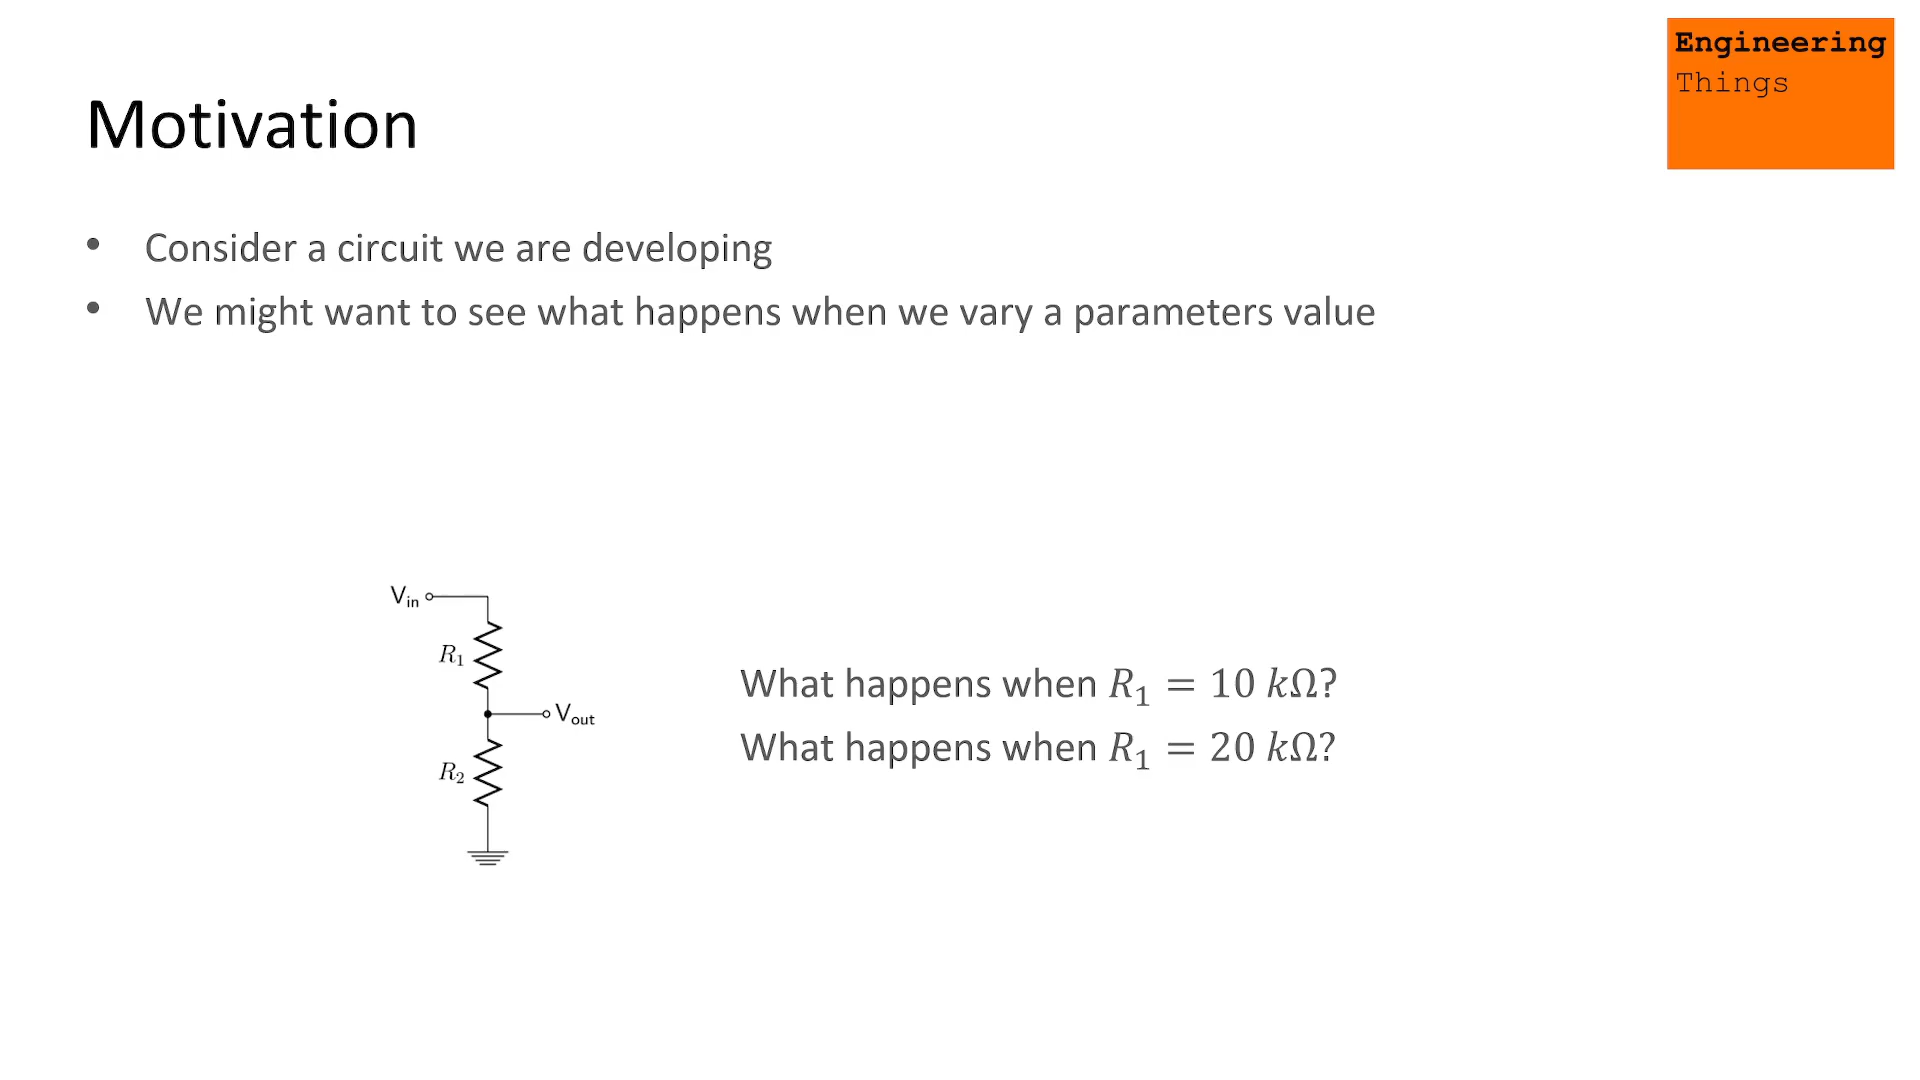 Engineering
Things
Motivation
• Consider a circuit we are developing
• We might want to see what happens when we vary a parameters value
V_in
R_1
What happens when R_1 = 10 kΩ?
V_out
What happens when R_1 = 20 kΩ?
R_2